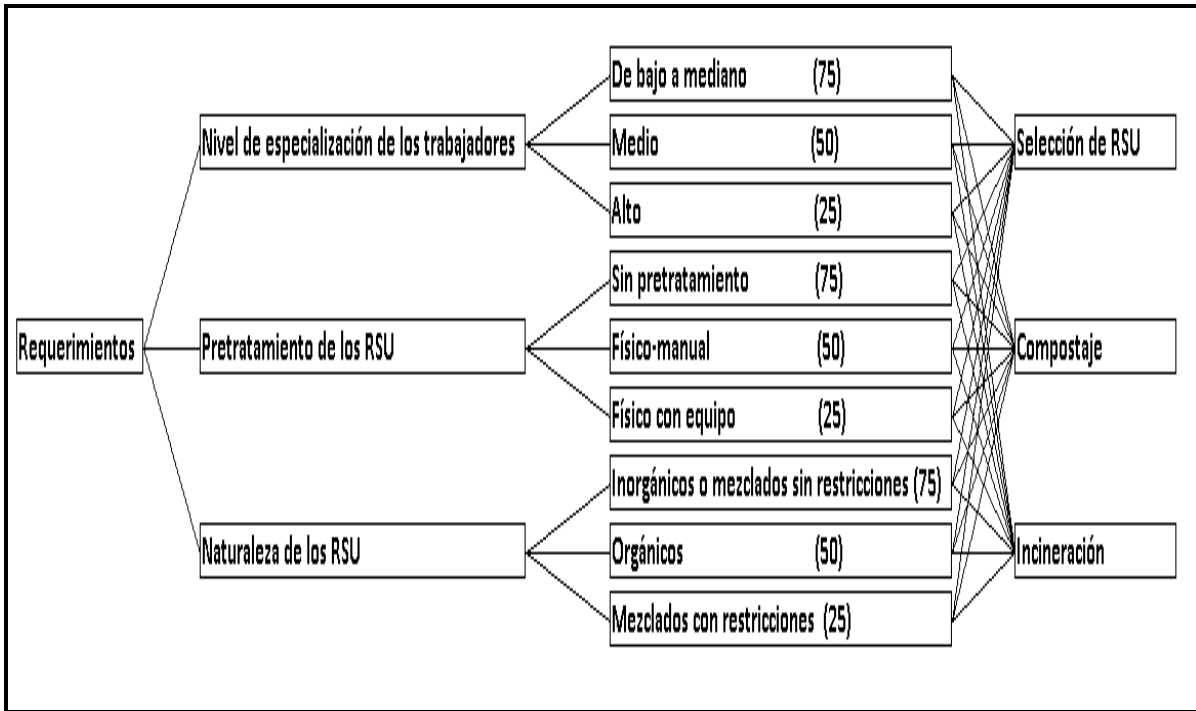 Requerimientos
Nivel de especialización de los trabajadores
Pretratamiento de los RSU
Naturaleza de los RSU
De bajo a mediano (75)
Medio (50)
Alto (25)
Sin pretratamiento (75)
Físico-manual (50)
Físico con equipo (25)
Inorgánicos o mezclados sin restricciones (75)
Orgánicos (50)
Mezclados con restricciones (25)
Selección de RSU
Compostaje
Incineración